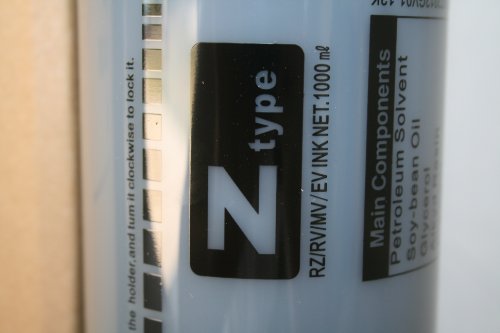 the holder,and turn it clockwise to lock it.
Z type
RZ/RV/MV/EV INK NET.1000 ㎖
Main Components
Petroleum Solvent
Soy-bean Oil
Glycerol